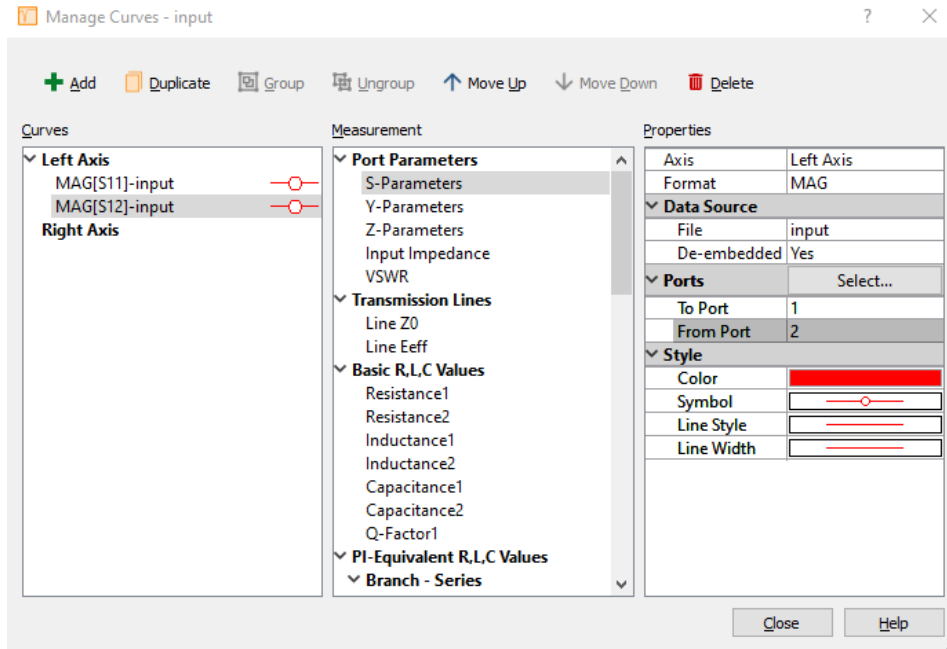 Manage Curves - input
?
Add
Duplicate
Group
Ungroup
Move Up
Move Down
Delete
Curves
Left Axis
MAG[S11]-input
MAG[S12]-input
Right Axis
Measurement
Port Parameters
S-Parameters
Y-Parameters
Z-Parameters
Input Impedance
VSWR
Transmission Lines
Line Z0
Line Eeff
Basic R,L,C Values
Resistance1
Resistance2
Inductance1
Inductance2
Capacitance1
Capacitance2
Q-Factor1
PI-Equivalent R,L,C Values
Branch - Series
Properties
Axis Left Axis
Format MAG
Data Source
File input
De-embedded Yes
Ports Select...
To Port 1
From Port 2
Style
Color
Symbol
Line Style
Line Width
Close
Help